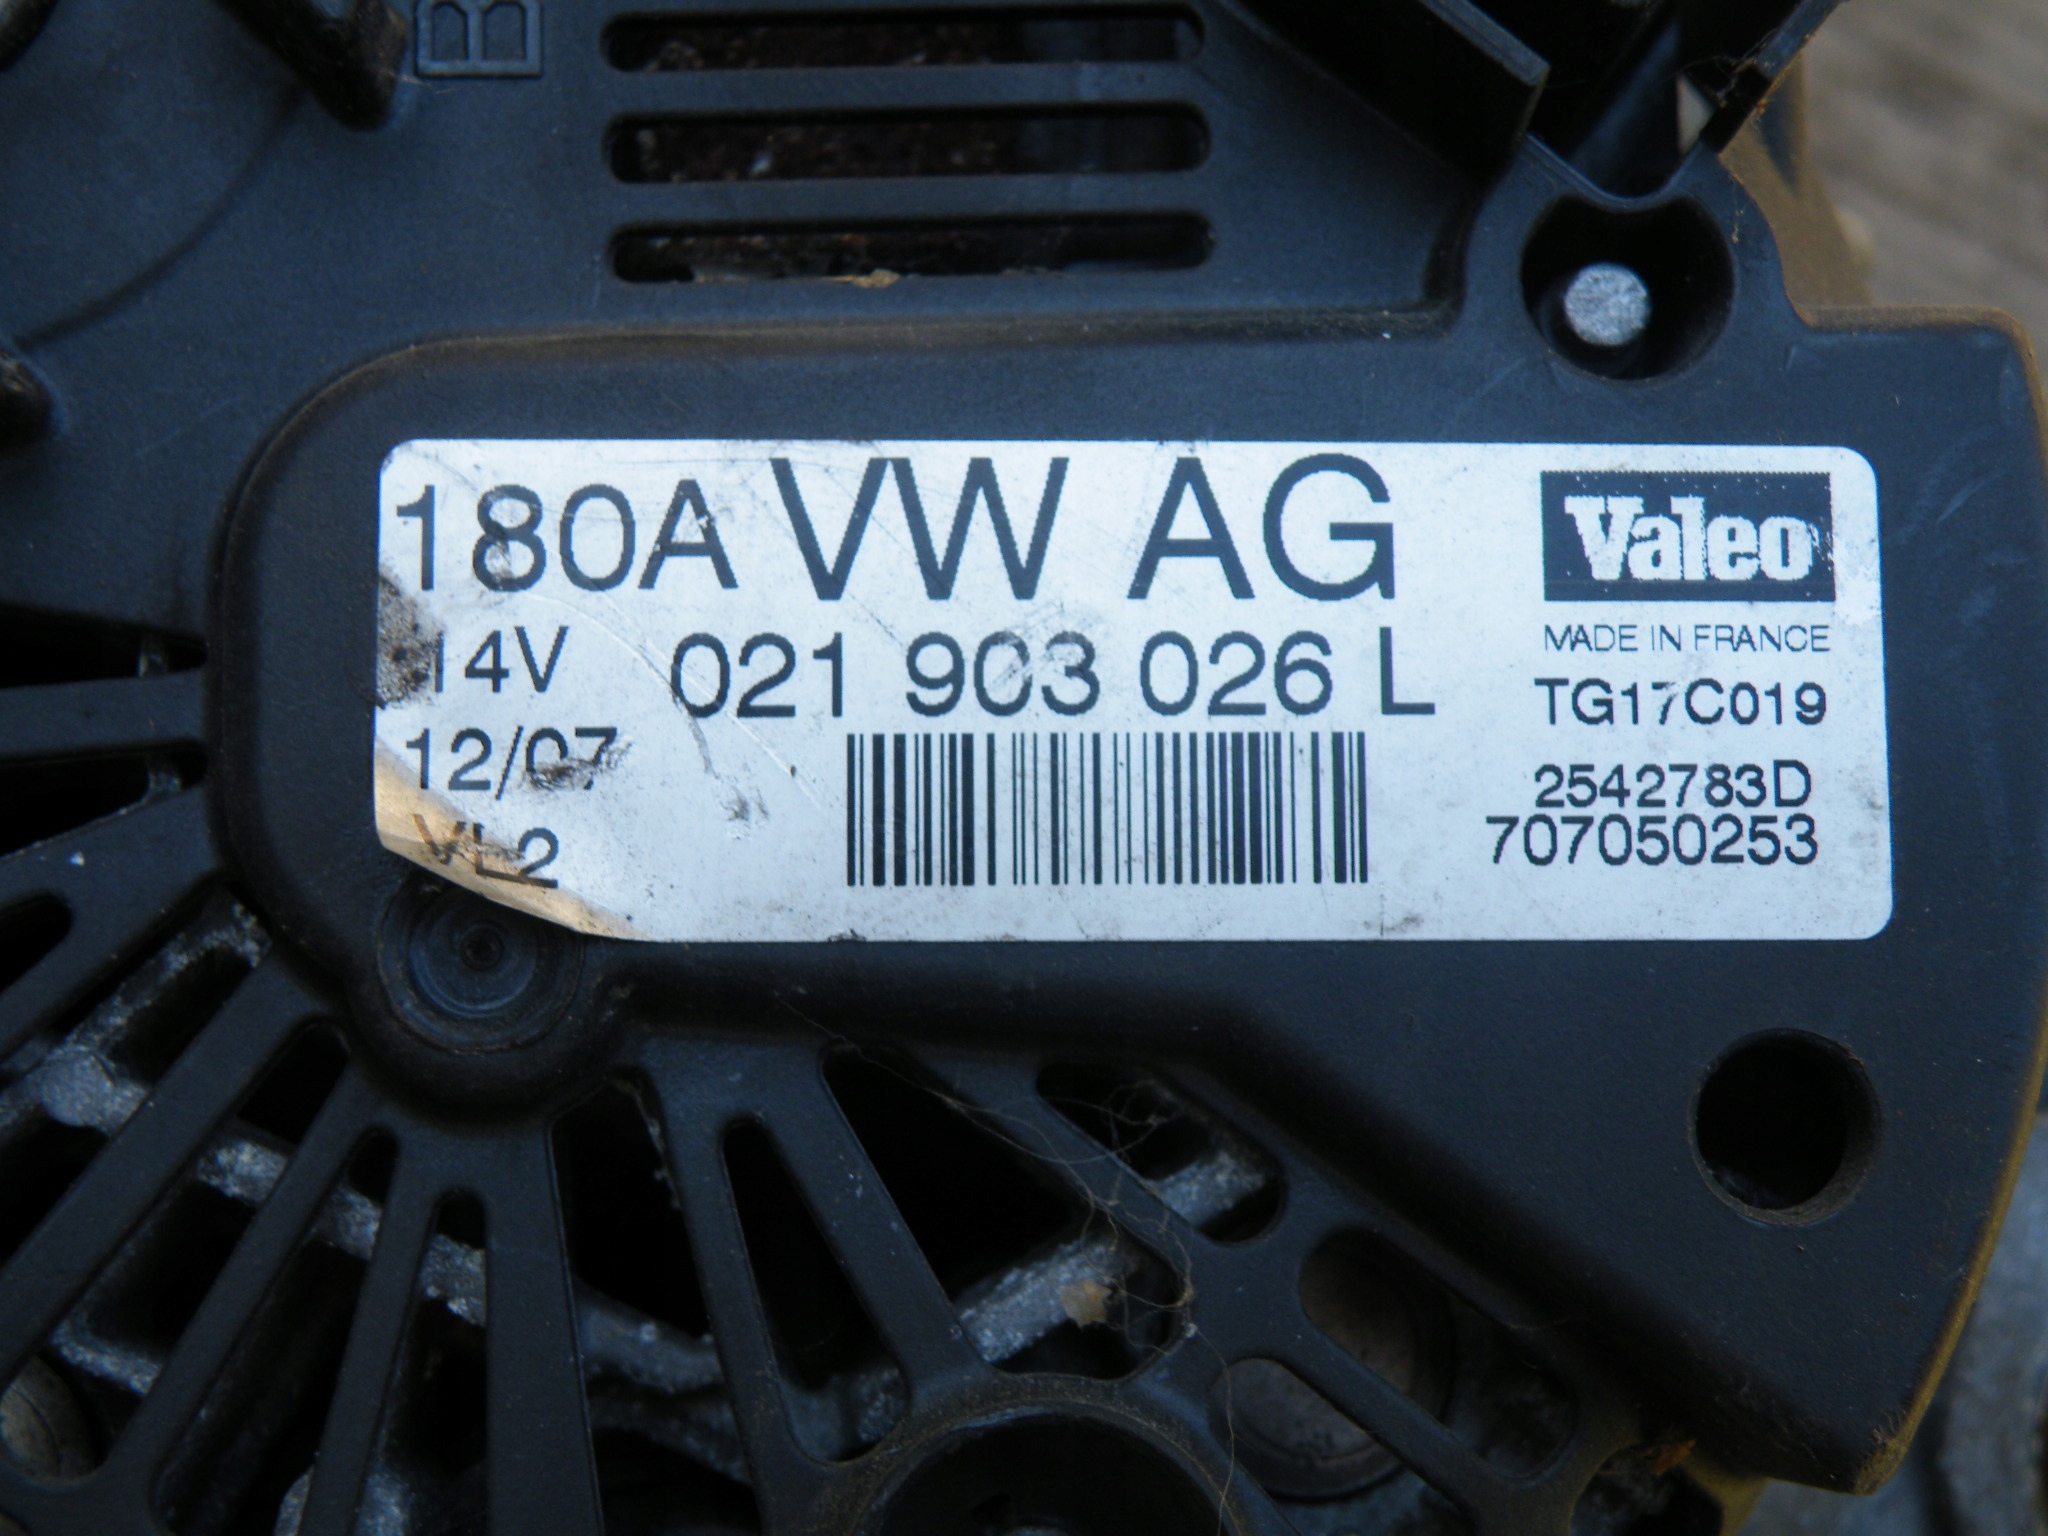 B
180A VW AG
14V 021 903 026 L
12/07
VL2
Valeo
MADE IN FRANCE
TG17C019
2542783D
707050253